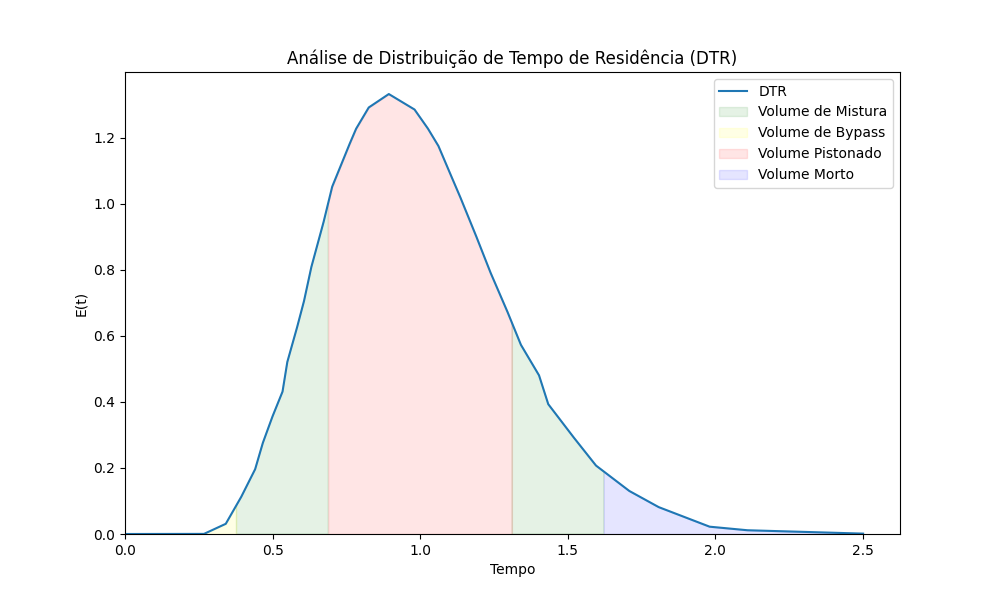 Análise de Distribuição de Tempo de Residência (DTR)
DTR
Volume de Mistura
Volume de Bypass
Volume Pistonado
Volume Morto
E(t)
1.2
1.0
0.8
0.6
0.4
0.2
0.0
0.0 0.5 1.0 1.5 2.0 2.5
Tempo